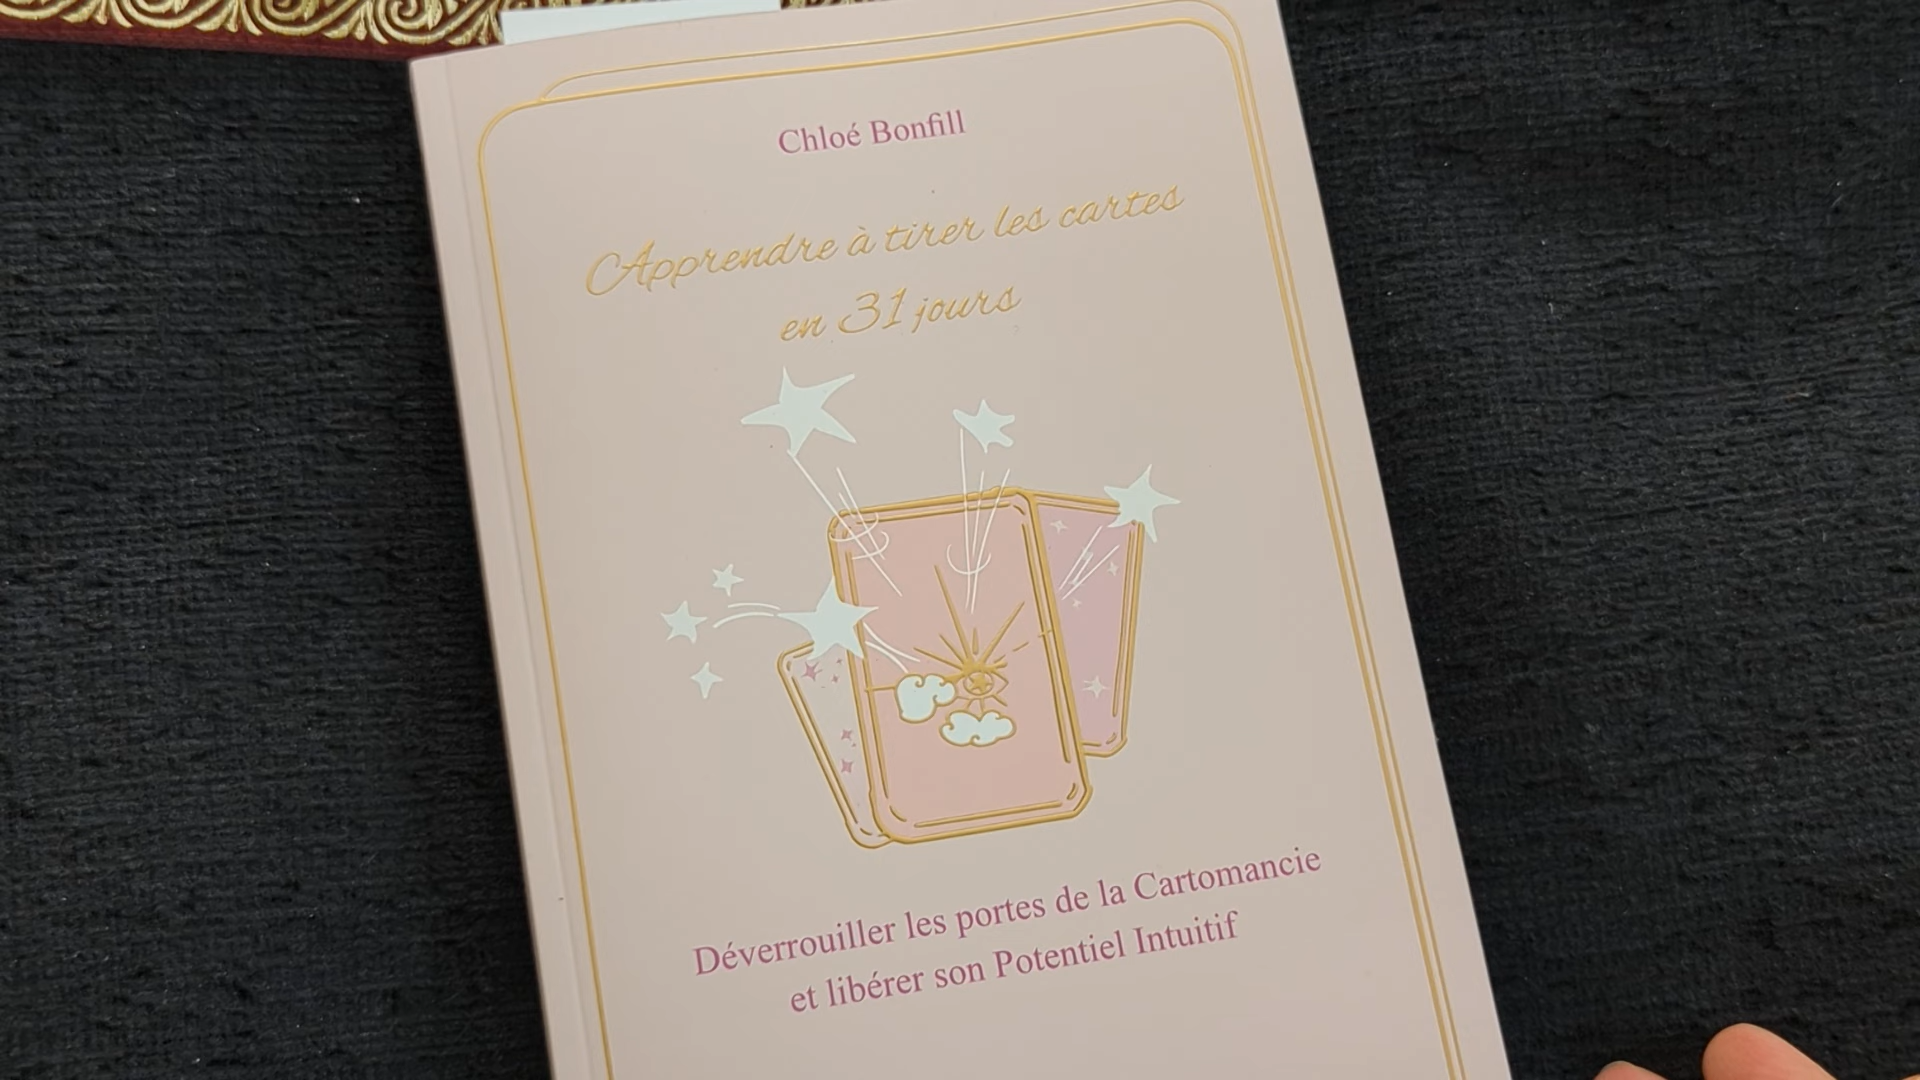 Chloé Bonfill
Apprendre à tirer les cartes
en 31 jours
Déverrouiller les portes de la Cartomancie
et libérer son Potentiel Intuitif